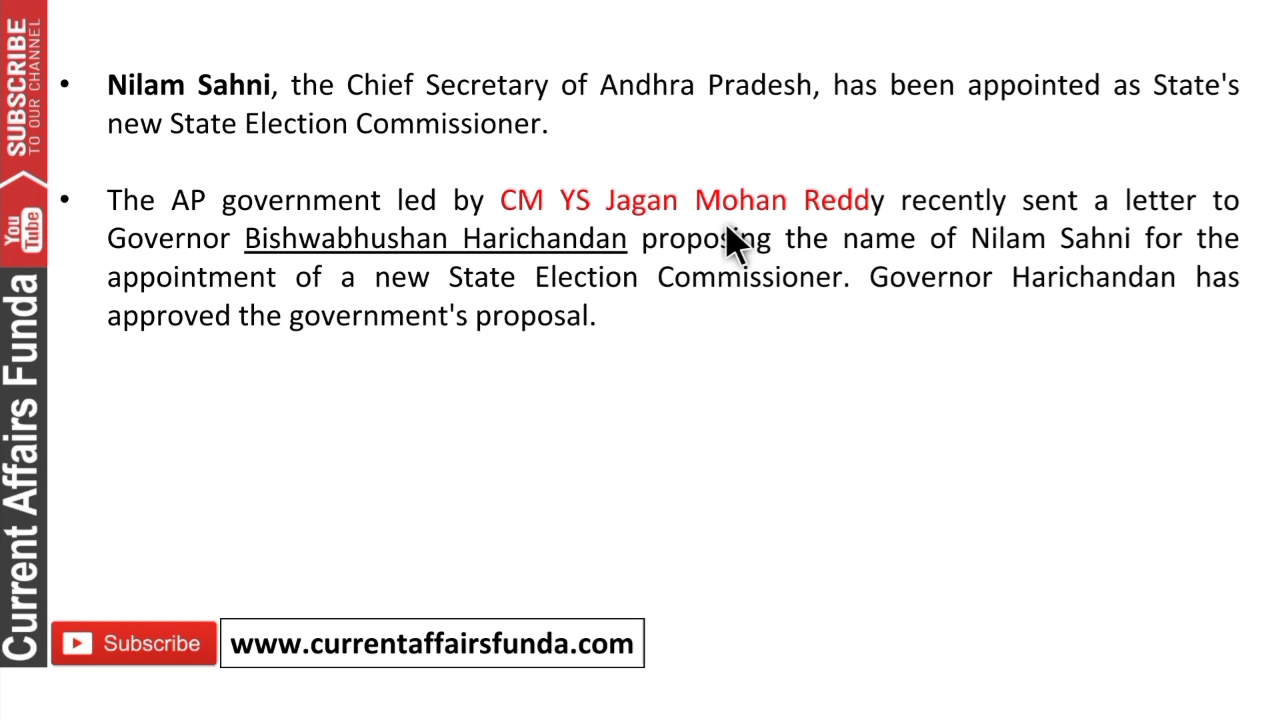 SUBSCRIBE
TO OUR CHANNEL
You
Tube
Current Affairs Funda
• Nilam Sahni, the Chief Secretary of Andhra Pradesh, has been appointed as State's
new State Election Commissioner.
• The AP government led by CM YS Jagan Mohan Reddy recently sent a letter to
Governor Bishwabhushan Harichandan proposing the name of Nilam Sahni for the
appointment of a new State Election Commissioner. Governor Harichandan has
approved the government's proposal.
Subscribe
www.currentaffairsfunda.com